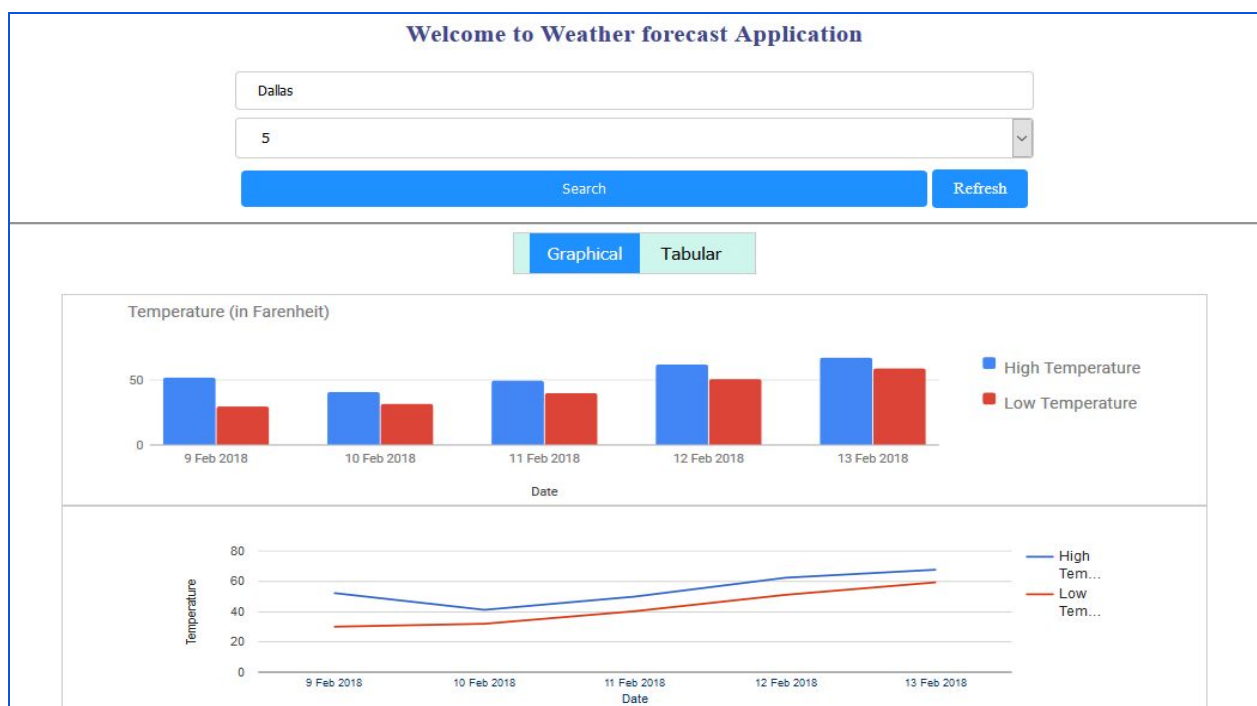 Welcome to Weather forecast Application
Dallas
5
Search Refresh
Graphical Tabular
Temperature (in Farenheit)
50
0
9 Feb 2018 10 Feb 2018 11 Feb 2018 12 Feb 2018 13 Feb 2018
Date
High Temperature
Low Temperature
80
60
40
20
0
Temperature
9 Feb 2018 10 Feb 2018 11 Feb 2018 12 Feb 2018 13 Feb 2018
Date
High
Tem...
Low
Tem...